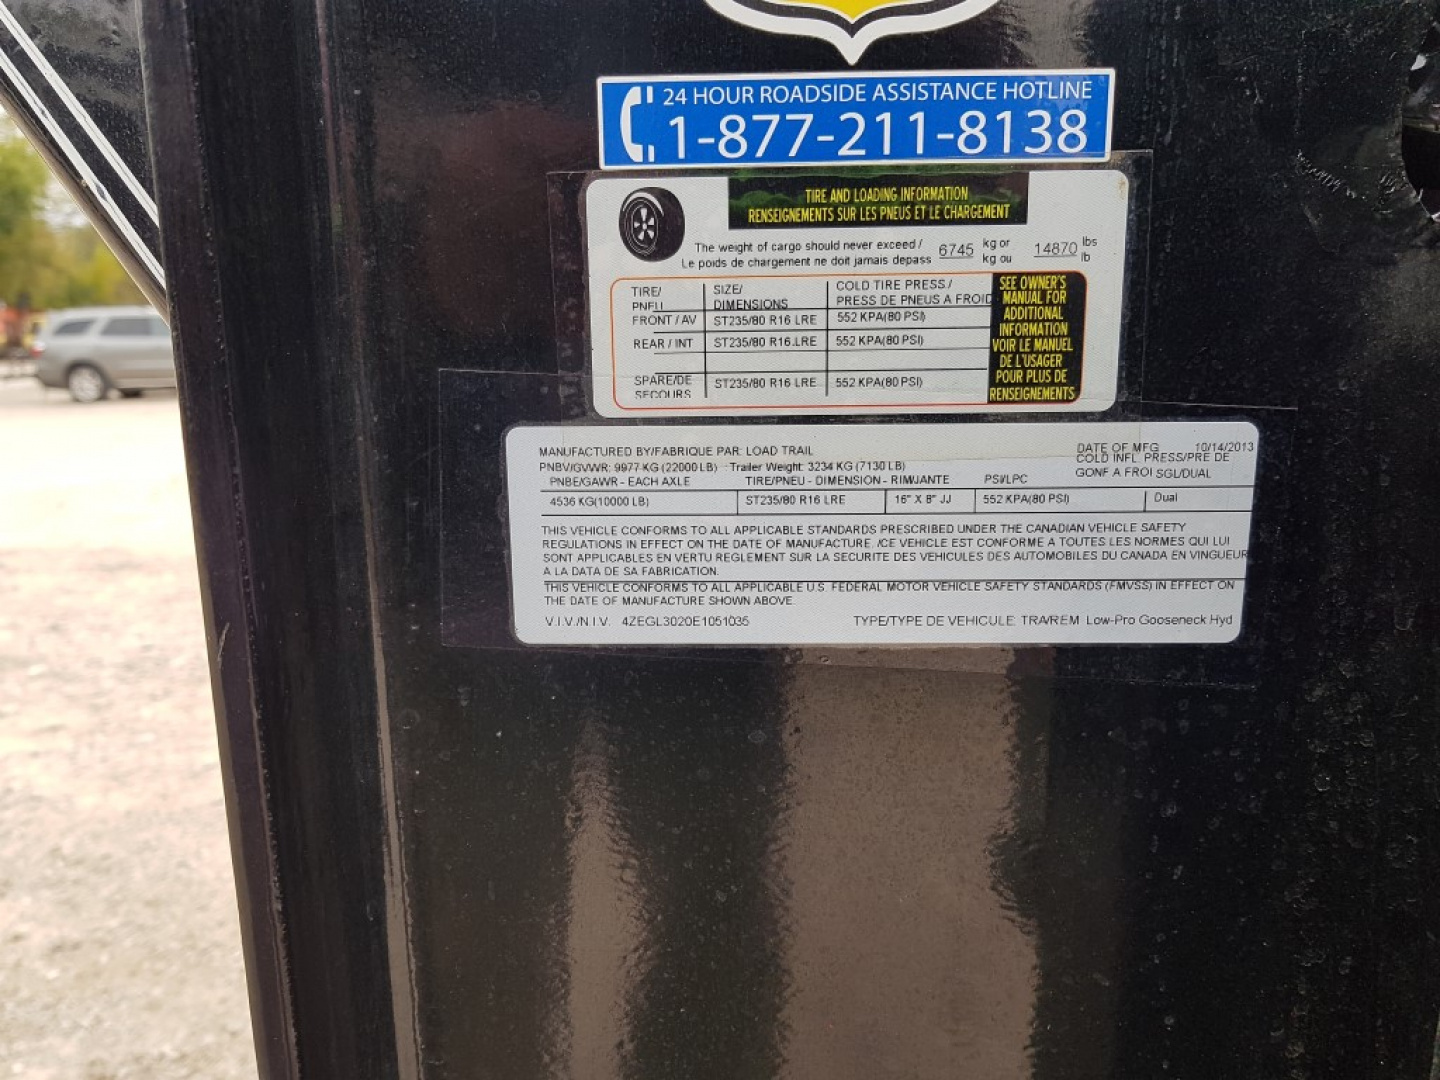 24 HOUR ROADSIDE ASSISTANCE HOTLINE
1-877-211-8138
TIRE AND LOADING INFORMATION
RENSEIGNEMENTS SUR LES PNEUS ET LE CHARGEMENT
The weight of cargo should never exceed / 6745 kg or 14870 lbs
Le poids de chargement ne doit jamais depass kg ou lb
TIRE/ SIZE/ COLD TIRE PRESS /
PNEU DIMENSIONS PRESS DE PNEUS A FROID
FRONT / AV ST235/80 R16 LRE 552 KPA(80 PSI)
REAR / INT ST235/80 R16 LRE 552 KPA(80 PSI)
SPARE/DE ST235/80 R16 LRE 552 KPA(80 PSI)
SECOURS
SEE OWNER'S
MANUAL FOR
ADDITIONAL
INFORMATION
VOIR LE MANUEL
DE L'USAGER
POUR PLUS DE
RENSEIGNEMENTS
MANUFACTURED BY/FABRIQUE PAR: LOAD TRAIL DATE OF MFG 10/14/2013
PNBV/GVWR: 9977 KG (22000 LB) Trailer Weight: 3234 KG (7130 LB) COLD INFL. PRESS/PRE DE
PNBE/GAWR - EACH AXLE TIRE/PNEU - DIMENSION - RIM/JANTE PSI/LPC GONF A FROI SGL/DUAL
4536 KG(10000 LB) ST235/80 R16 LRE 16" X 8" JJ 552 KPA(80 PSI) Dual
THIS VEHICLE CONFORMS TO ALL APPLICABLE STANDARDS PRESCRIBED UNDER THE CANADIAN VEHICLE SAFETY
REGULATIONS IN EFFECT ON THE DATE OF MANUFACTURE. /CE VEHICLE EST CONFORME A TOUTES LES NORMES QUI LUI
SONT APPLICABLES EN VERTU REGLEMENT SUR LA SECURITE DES VEHICULES DES AUTOMOBILES DU CANADA EN VINGUEUR
A LA DATA DE SA FABRICATION.
THIS VEHICLE CONFORMS TO ALL APPLICABLE U.S. FEDERAL MOTOR VEHICLE SAFETY STANDARDS (FMVSS) IN EFFECT ON
THE DATE OF MANUFACTURE SHOWN ABOVE.
V.I.V./N.I.V. 4ZEGL3020E1051035 TYPE/TYPE DE VEHICULE: TRA/REM Low-Pro Gooseneck Hyd